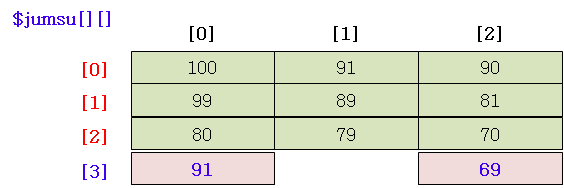 $jumsu[][]
[0] [1] [2]
[0] 100 91 90
[1] 99 89 81
[2] 80 79 70
[3] 91 69